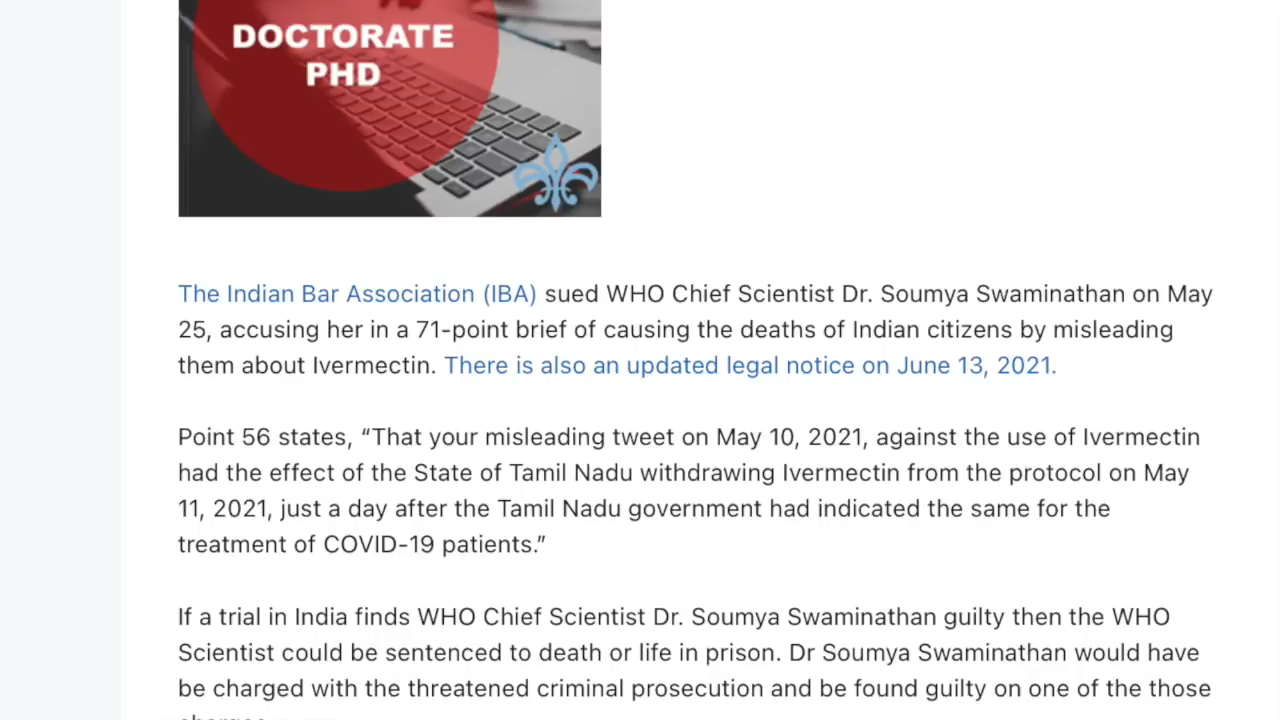 DOCTORATE
PHD
The Indian Bar Association (IBA) sued WHO Chief Scientist Dr. Soumya Swaminathan on May
25, accusing her in a 71-point brief of causing the deaths of Indian citizens by misleading
them about Ivermectin. There is also an updated legal notice on June 13, 2021.
Point 56 states, “That your misleading tweet on May 10, 2021, against the use of Ivermectin
had the effect of the State of Tamil Nadu withdrawing Ivermectin from the protocol on May
11, 2021, just a day after the Tamil Nadu government had indicated the same for the
treatment of COVID-19 patients.”
If a trial in India finds WHO Chief Scientist Dr. Soumya Swaminathan guilty then the WHO
Scientist could be sentenced to death or life in prison. Dr Soumya Swaminathan would have
be charged with the threatened criminal prosecution and be found guilty on one of the those